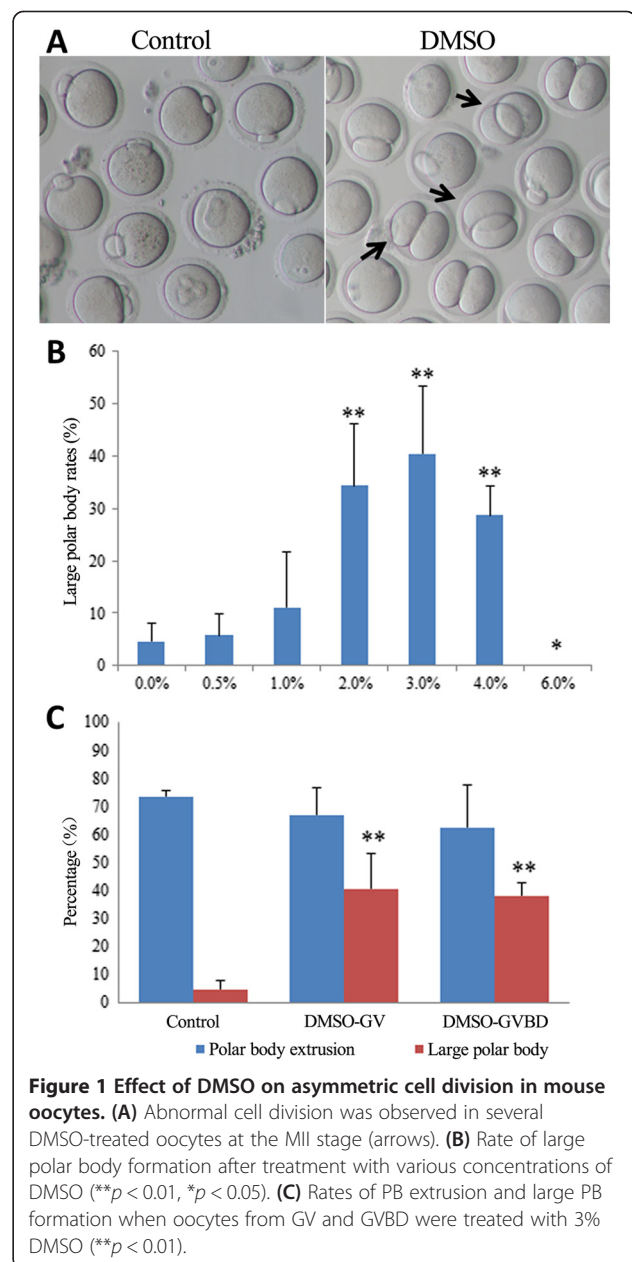 A Control DMSO
B
60
**
50
**
40
**
30
20
10
*
0
Large polar body rates (%)
0.0% 0.5% 1.0% 2.0% 3.0% 4.0% 6.0%
C
100
90
80
70
60
**
50
**
40
30
20
10
0
Percentage (%)
Control DMSO-GV DMSO-GVBD
Polar body extrusion Large polar body
Figure 1 Effect of DMSO on asymmetric cell division in mouse
oocytes. (A) Abnormal cell division was observed in several
DMSO-treated oocytes at the MII stage (arrows). (B) Rate of large
polar body formation after treatment with various concentrations of
DMSO (**p < 0.01, *p < 0.05). (C) Rates of PB extrusion and large PB
formation when oocytes from GV and GVBD were treated with 3%
DMSO (**p < 0.01).